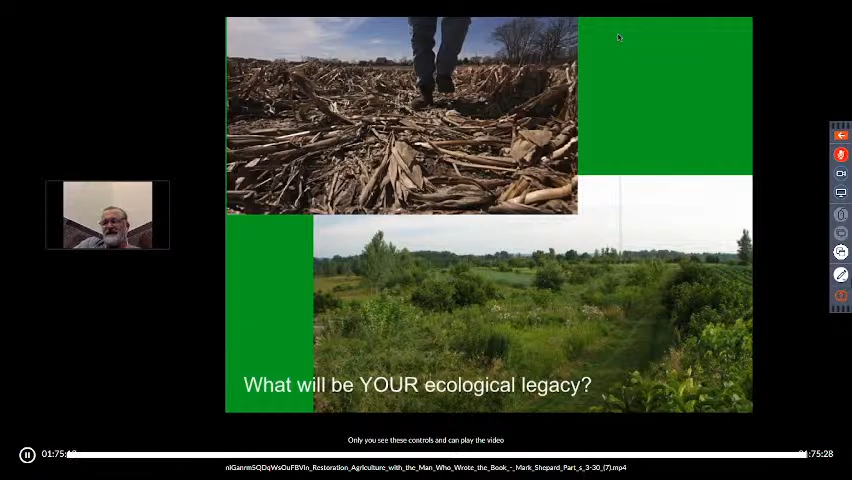 What will be YOUR ecological legacy?
Only you see these controls and can play the video
01:75:28
niGanrm5QDqWsOuFBVln_Restoration_Agriculture_with_the_Man_Who_Wrote_the_Book_-_Mark_Shepard_Part_s_3-30_(7).mp4